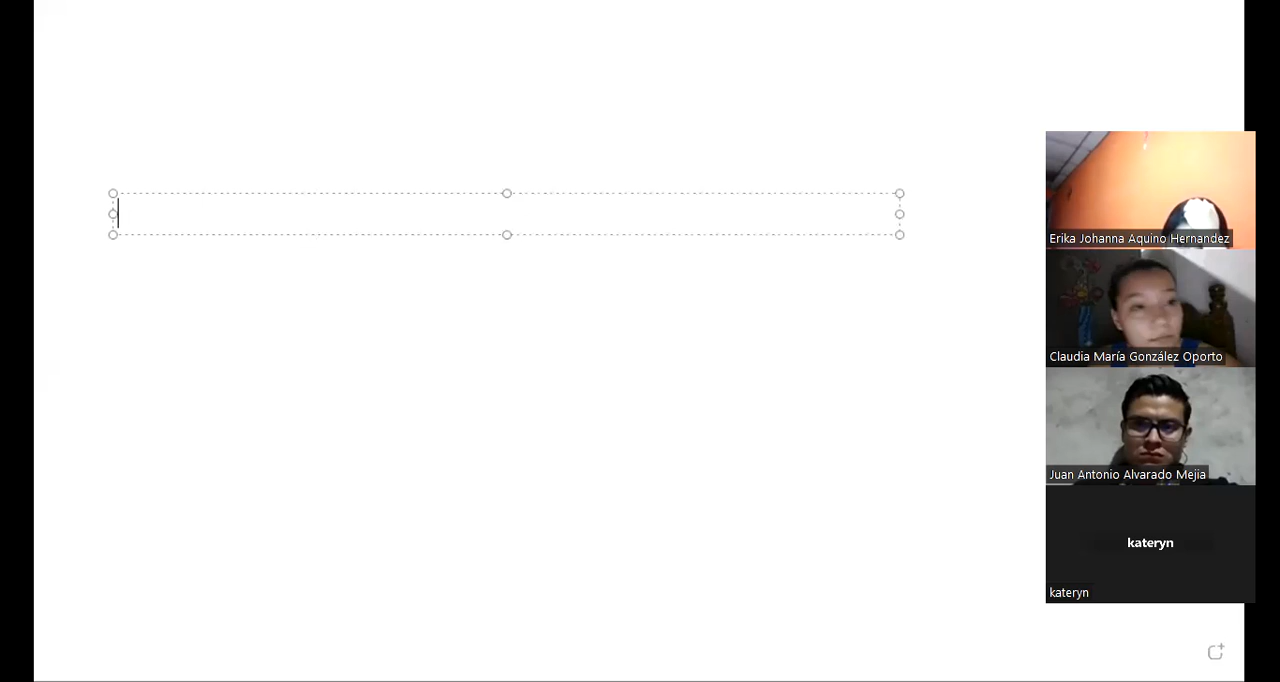 Erika Johanna Aquino Hernandez
Claudia María González Oporto
Juan Antonio Alvarado Mejia
kateryn
kateryn